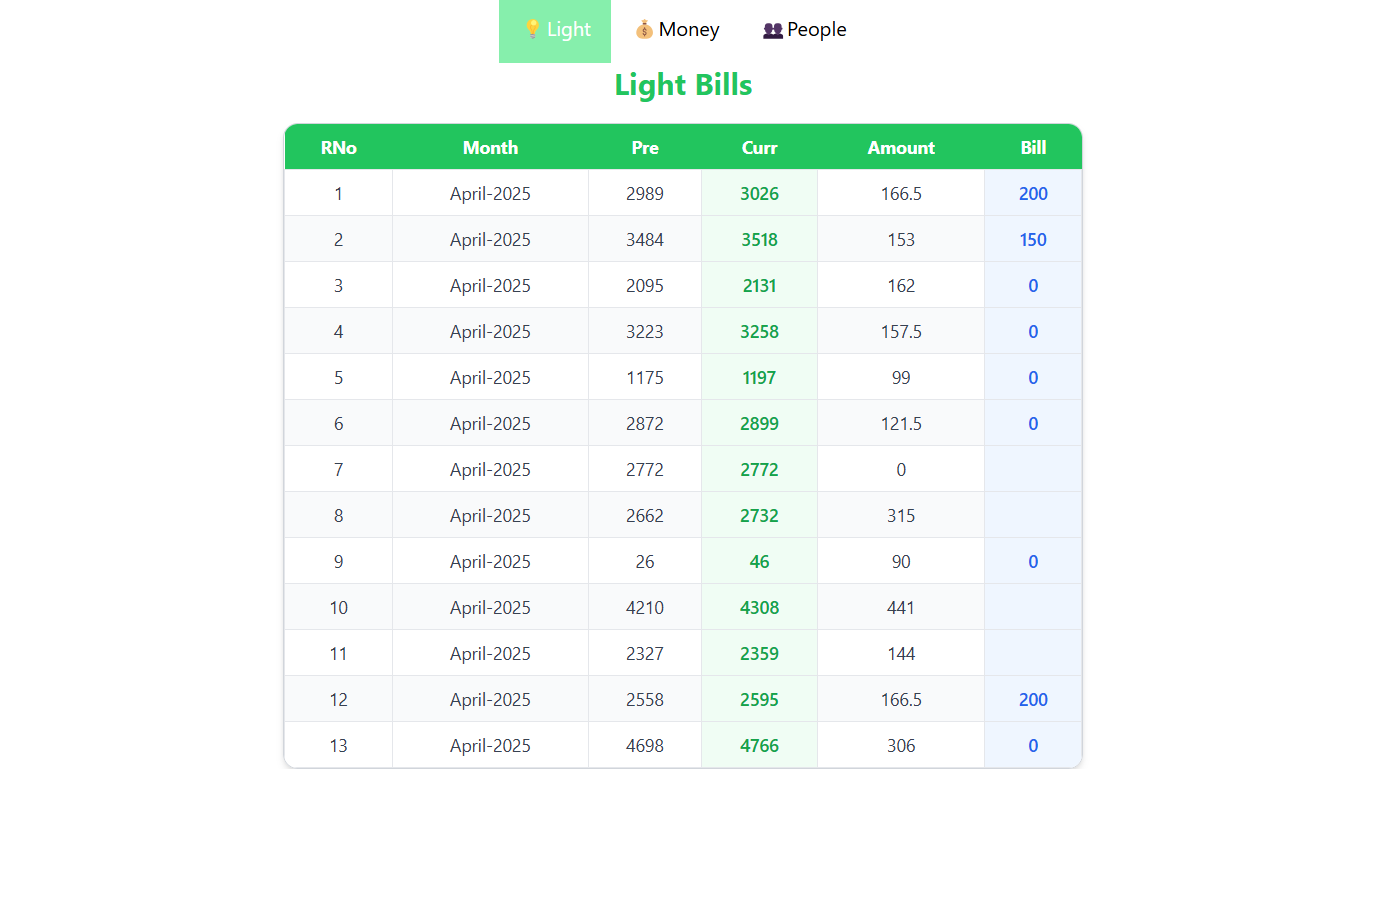 💡 Light 💰 Money 👥 People
Light Bills
RNo Month Pre Curr Amount Bill
1 April-2025 2989 3026 166.5 200
2 April-2025 3484 3518 153 150
3 April-2025 2095 2131 162 0
4 April-2025 3223 3258 157.5 0
5 April-2025 1175 1197 99 0
6 April-2025 2872 2899 121.5 0
7 April-2025 2772 2772 0
8 April-2025 2662 2732 315
9 April-2025 26 46 90 0
10 April-2025 4210 4308 441
11 April-2025 2327 2359 144
12 April-2025 2558 2595 166.5 200
13 April-2025 4698 4766 306 0